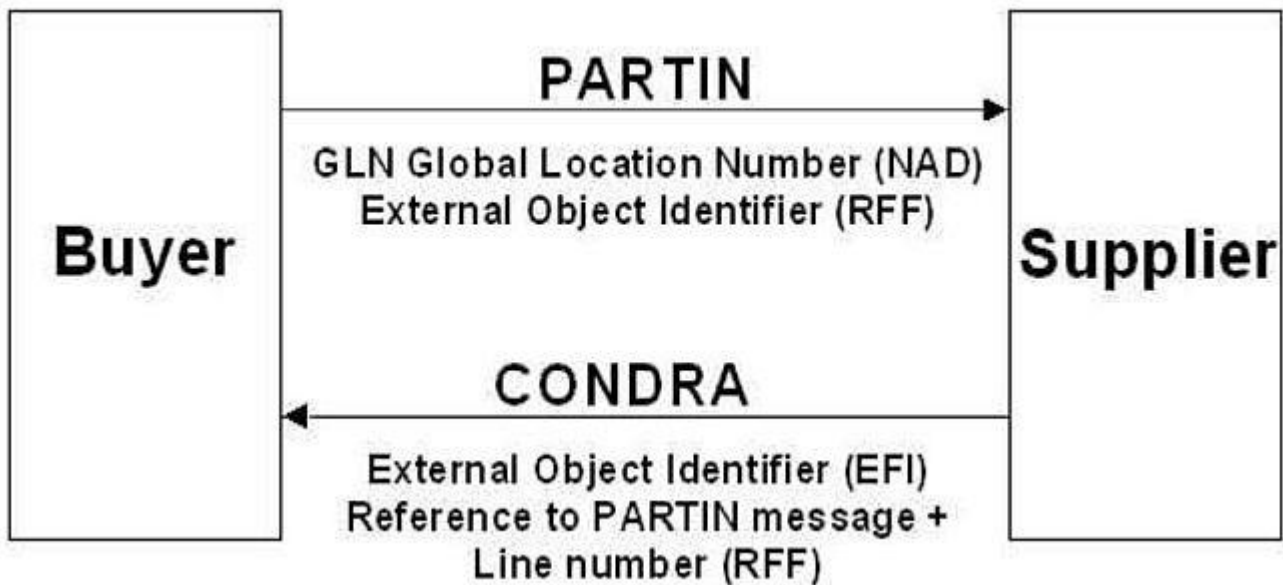 PARTIN
GLN Global Location Number (NAD)
External Object Identifier (RFF)
Buyer
Supplier
CONDRA
External Object Identifier (EFI)
Reference to PARTIN message +
Line number (RFF)